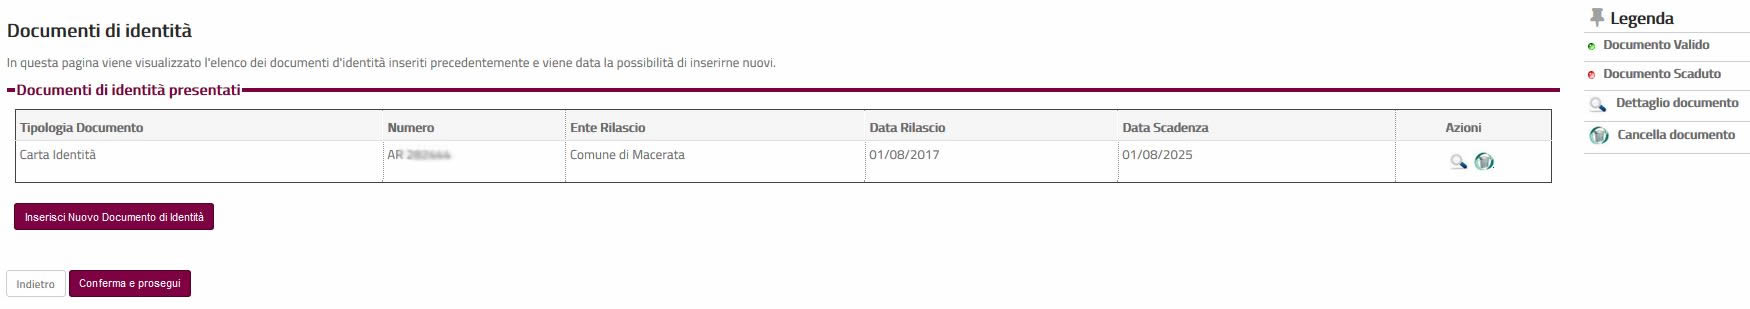 Documenti di identità
In questa pagina viene visualizzato l'elenco dei documenti d'identità inseriti precedentemente e viene data la possibilità di inserirne nuovi.
Documenti di identità presentati
Tipologia Documento Numero Ente Rilascio Data Rilascio Data Scadenza Azioni
Carta Identità AR Comune di Macerata 01/08/2017 01/08/2025
Inserisci Nuovo Documento di Identità
Indietro Conferma e prosegui
Legenda
Documento Valido
Documento Scaduto
Dettaglio documento
Cancella documento